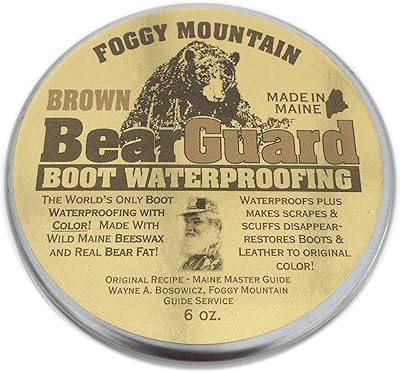 FOGGY MOUNTAIN
BROWN
MADE IN
MAINE
BearGuard
BOOT WATERPROOFING
THE WORLD'S ONLY BOOT
WATERPROOFING WITH
COLOR! MADE WITH
WILD MAINE BEESWAX
AND REAL BEAR FAT!
WATERPROOFS PLUS
MAKES SCRAPES &
SCUFFS DISAPPEAR-
RESTORES BOOTS &
LEATHER TO ORIGINAL
COLOR!
ORIGINAL RECIPE - MAINE MASTER GUIDE
WAYNE A. BOSOWICZ, FOGGY MOUNTAIN
GUIDE SERVICE
6 oz.